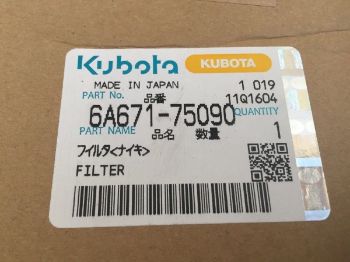 Kubota KUBOTA
MADE IN JAPAN 1 019
PART No. 品番 11Q1604
6A671-75090 QUANTITY
PART NAME 品名 数量 1
フィルタ<ナイキ>
FILTER